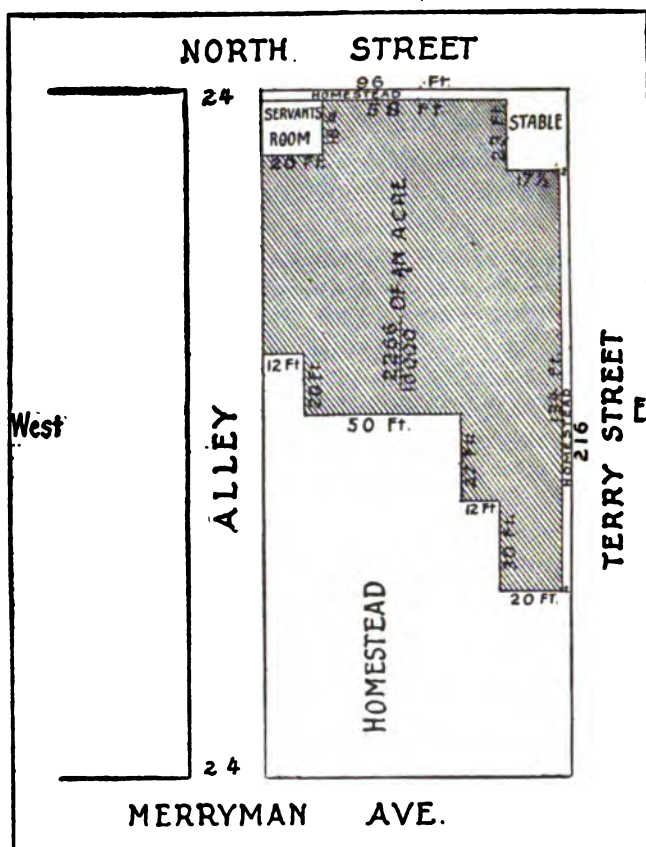 NORTH. STREET
96 Ft.
24
HOMESTEAD
SERVANTS
ROOM
20 Ft.
STABLE
17½
2266
10000
OF AN ACRE
12 Ft
20 Ft.
50 Ft.
27 Ft
12 Ft
30 Ft.
20 FT.
134 Ft.
HOMESTEAD
216
TERRY STREET
E
West
ALLEY
HOMESTEAD
24
MERRYMAN AVE.